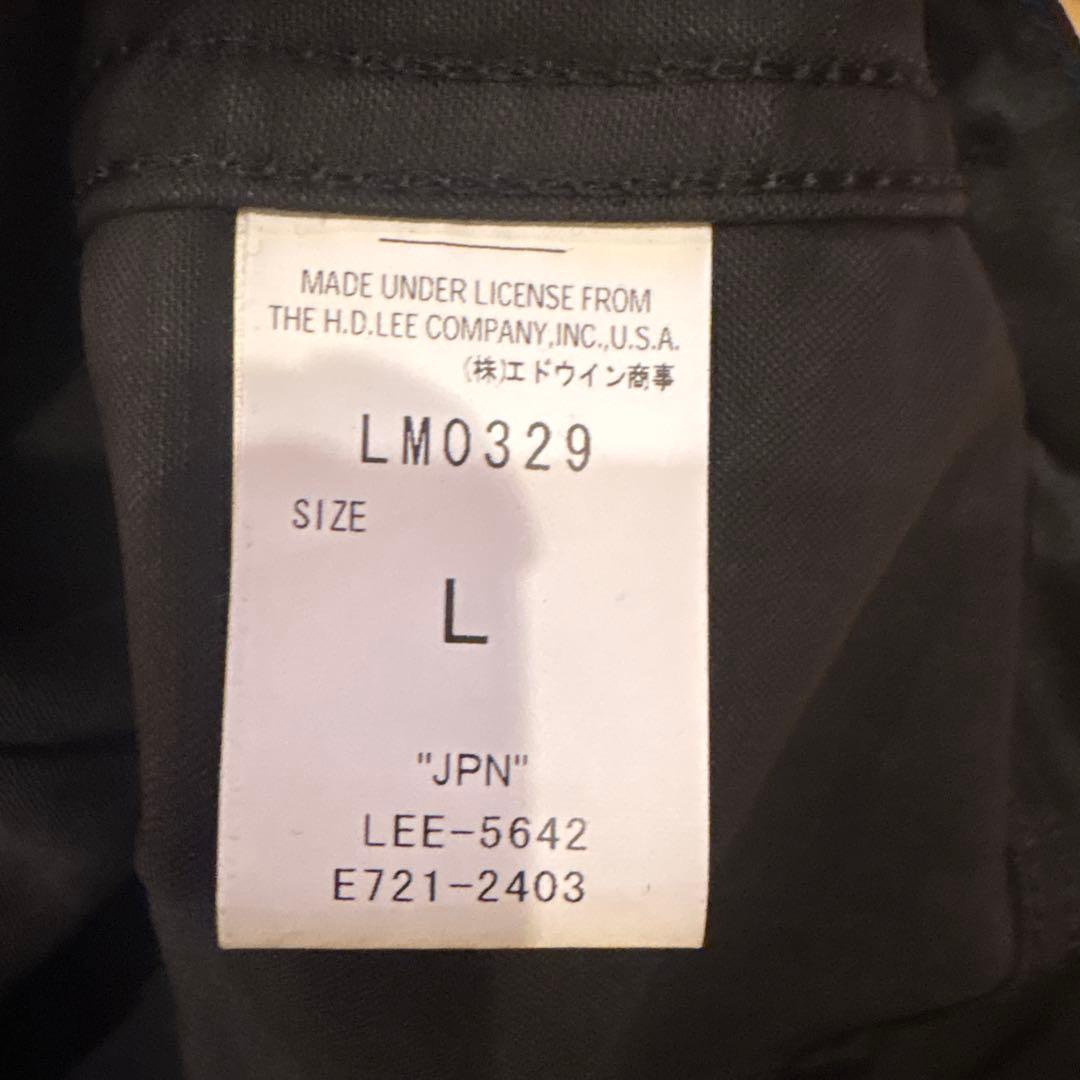 MADE UNDER LICENSE FROM
THE H.D.LEE COMPANY,INC.,U.S.A.
(株)エドウイン商事
LM0329
SIZE
L
"JPN"
LEE-5642
E721-2403